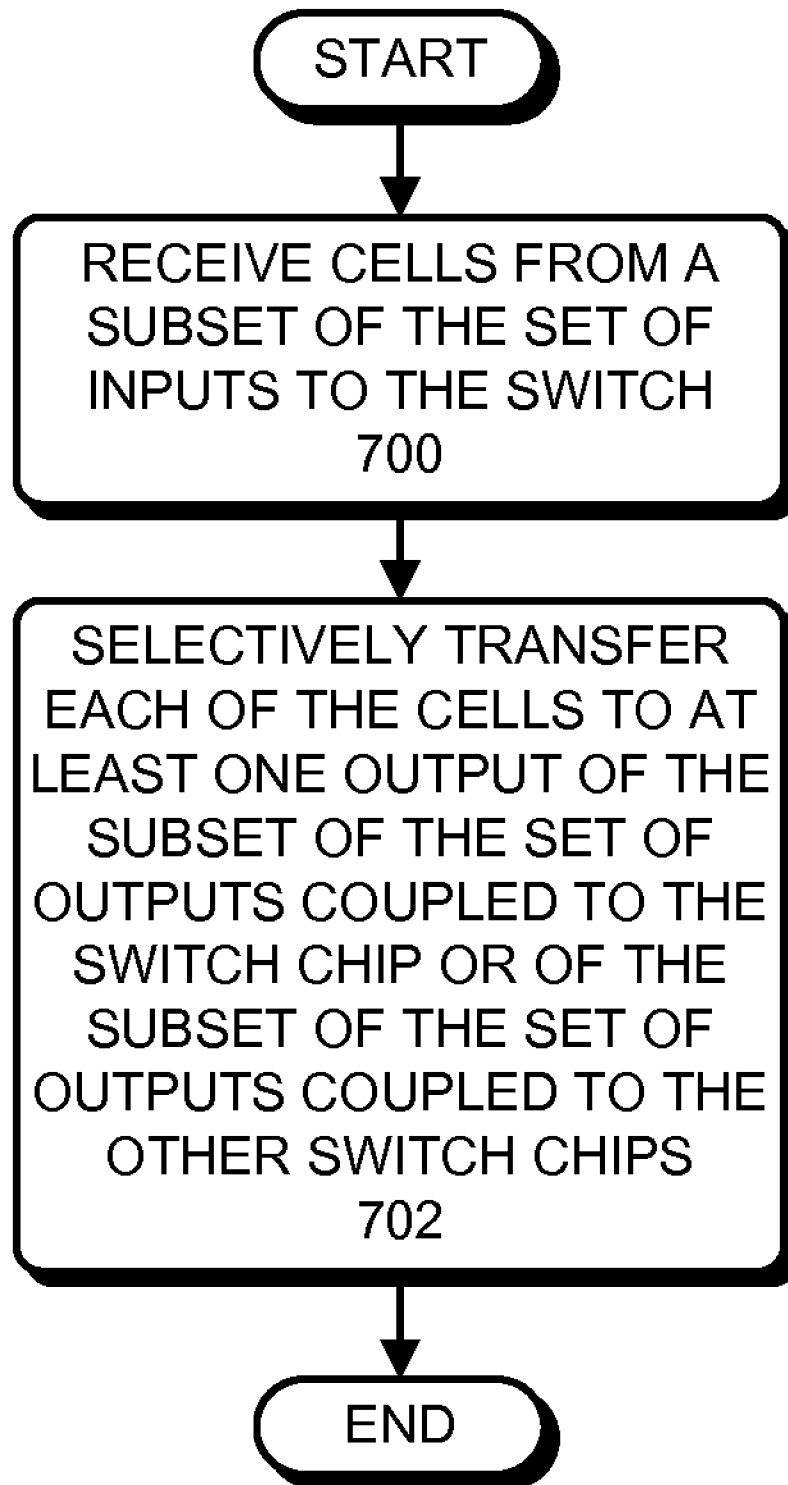 START
RECEIVE CELLS FROM A
SUBSET OF THE SET OF
INPUTS TO THE SWITCH
700
SELECTIVELY TRANSFER
EACH OF THE CELLS TO AT
LEAST ONE OUTPUT OF THE
SUBSET OF THE SET OF
OUTPUTS COUPLED TO THE
SWITCH CHIP OR OF THE
SUBSET OF THE SET OF
OUTPUTS COUPLED TO THE
OTHER SWITCH CHIPS
702
END